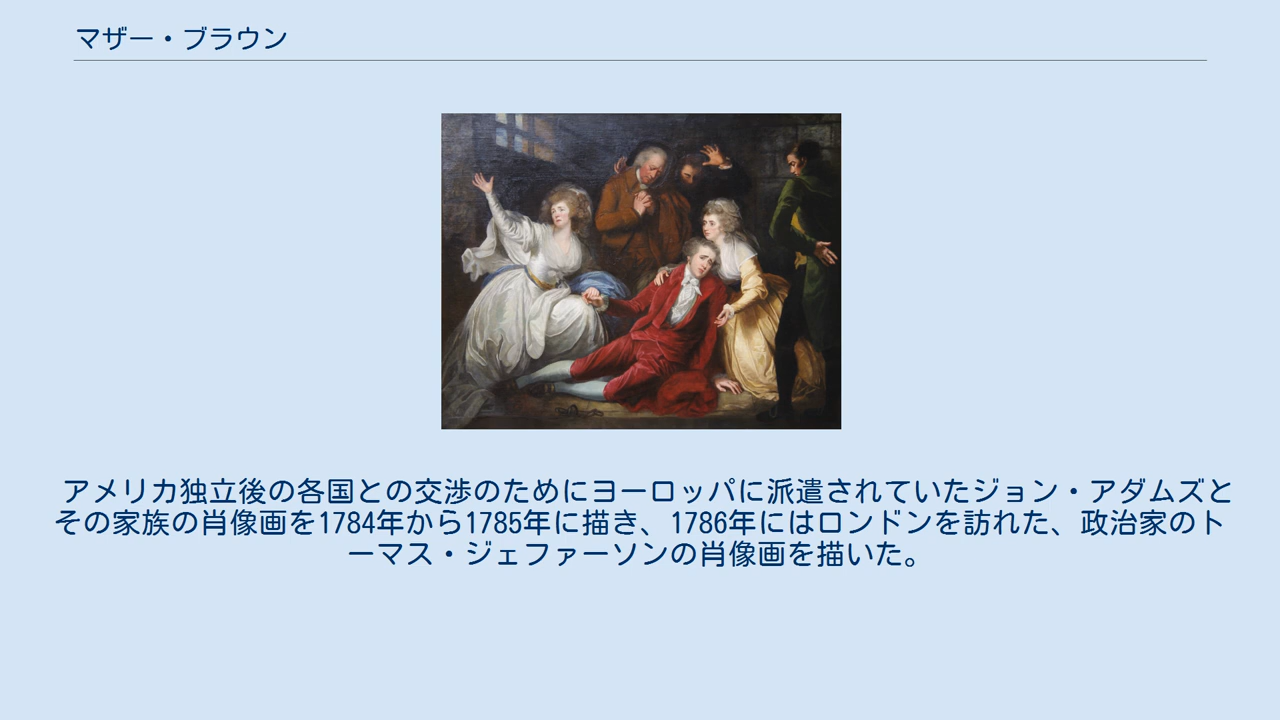 マザー・ブラウン
アメリカ独立後の各国との交渉のためにヨーロッパに派遣されていたジョン・アダムズと
その家族の肖像画を1784年から1785年に描き、1786年にはロンドンを訪れた、政治家のト
ーマス・ジェファーソンの肖像画を描いた。